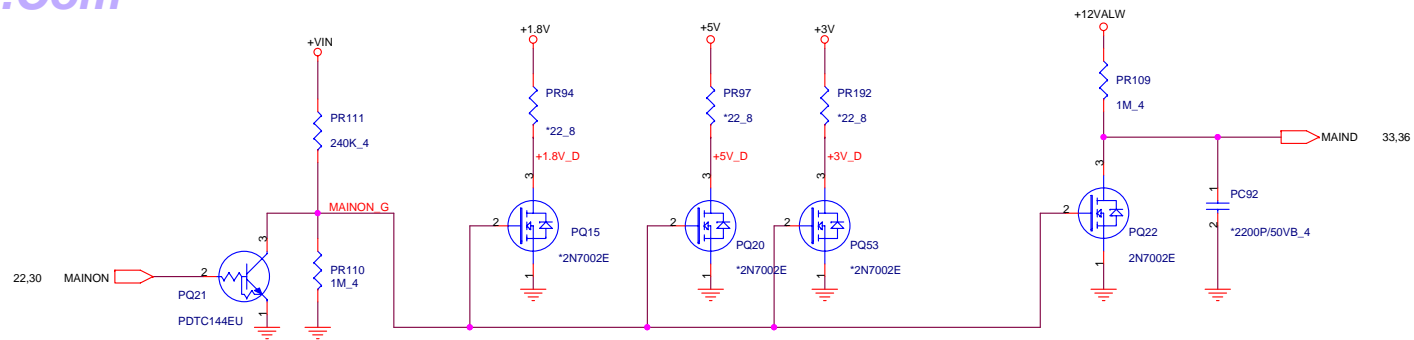 .Com
+VIN
PR111
240K_4
MAINON_G
22,30 MAINON
2
3
1
PQ21
PDTC144EU
PR110
1M_4
+1.8V
PR94
*22_8
+1.8V_D
3
2
1
PQ15
*2N7002E
+5V
PR97
*22_8
+5V_D
3
2
1
PQ20
*2N7002E
+3V
PR192
*22_8
+3V_D
3
2
1
PQ53
*2N7002E
+12VALW
PR109
1M_4
3
2
1
PQ22
2N7002E
MAIND 33,36
1
2
PC92
*2200P/50VB_4